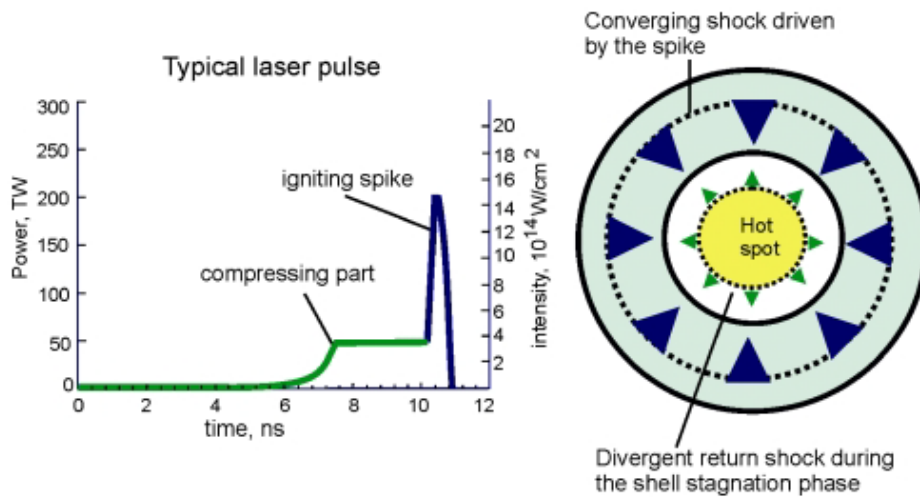 Typical laser pulse
Power, TW
300
250
200
150
100
50
0
0 2 4 6 8 10 12
time, ns
igniting spike
compressing part
20
18
16
14
12
10
8
6
4
2
intensity, 10¹⁴W/cm²
Converging shock driven
by the spike
Hot
spot
Divergent return shock during
the shell stagnation phase